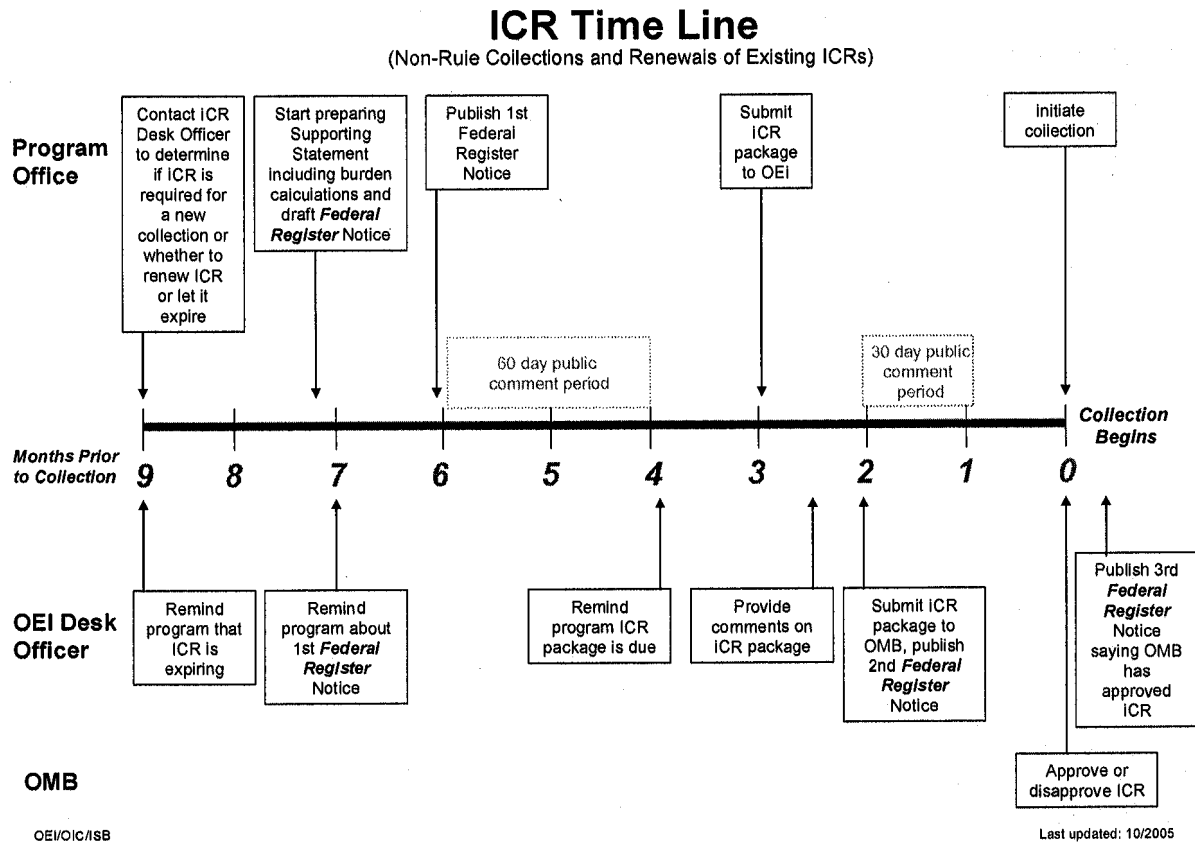 ICR Time Line
(Non-Rule Collections and Renewals of Existing ICRs)
Program
Office
Contact ICR
Desk Officer
to determine
if ICR is
required for
a new
collection or
whether to
renew ICR
or let it
expire
Start preparing
Supporting
Statement
including burden
calculations and
draft Federal
Register Notice
Publish 1st
Federal
Register
Notice
Submit
ICR
package
to OEI
initiate
collection
60 day public
comment period
30 day public
comment
period
Collection
Begins
Months Prior
to Collection
9 8 7 6 5 4 3 2 1 0
OEI Desk
Officer
Remind
program that
ICR is
expiring
Remind
program about
1st Federal
Register
Notice
Remind
program ICR
package is due
Provide
comments on
ICR package
Submit ICR
package to
OMB, publish
2nd Federal
Register
Notice
Publish 3rd
Federal
Register
Notice
saying OMB
has
approved
ICR
OMB
Approve or
disapprove ICR
OEI/OIC/ISB
Last updated: 10/2005